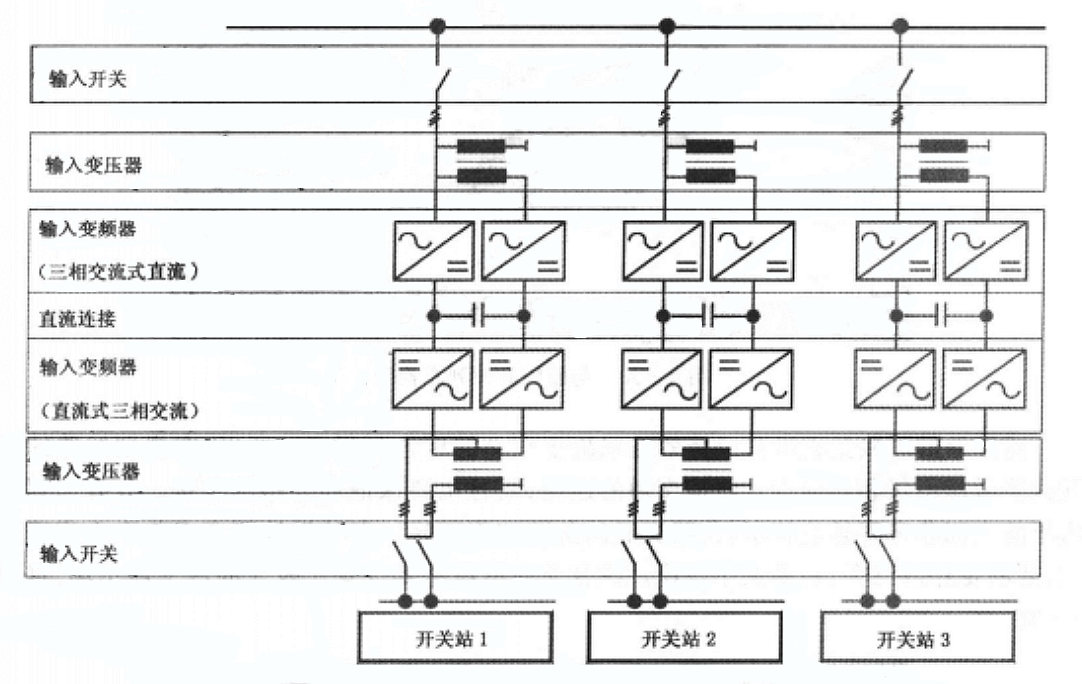 输入开关
输入变压器
输入变频器
（三相交流式直流）
直流连接
输入变频器
（直流式三相交流）
输入变压器
输入开关
开关站 1
开关站 2
开关站 3